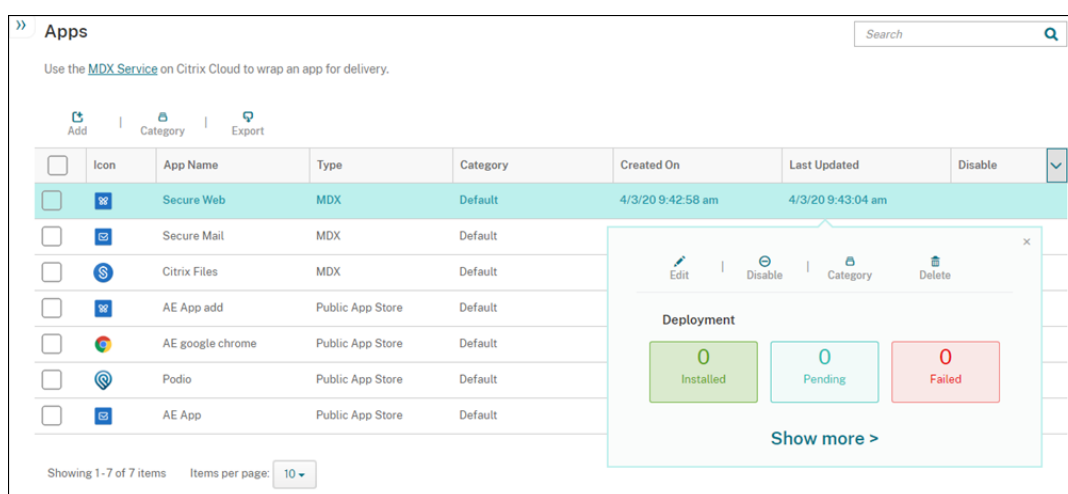 Apps
Search
Use the MDX Service on Citrix Cloud to wrap an app for delivery.
Add | Category | Export
Icon App Name Type Category Created On Last Updated Disable
Secure Web MDX Default 4/3/20 9:42:58 am 4/3/20 9:43:04 am
Secure Mail MDX Default
Citrix Files MDX Default
AE App add Public App Store Default
AE google chrome Public App Store Default
Podio Public App Store Default
AE App Public App Store Default
×
Edit | Disable | Category Delete
Deployment
0 0 0
Installed Pending Failed
Show more >
Showing 1-7 of 7 items Items per page: 10